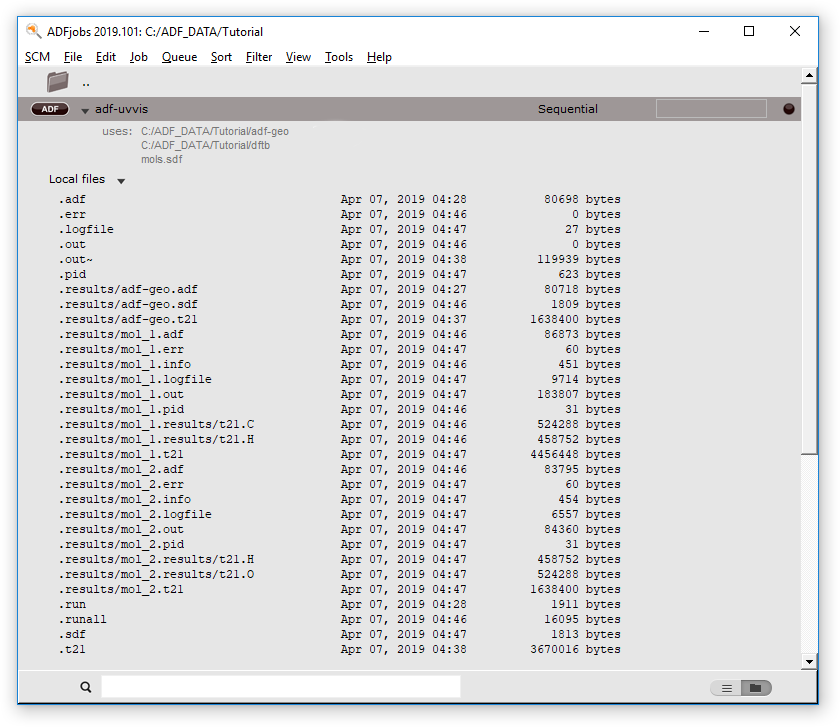 ADFjobs 2019.101: C:/ADF_DATA/Tutorial
SCM File Edit Job Queue Sort Filter View Tools Help
..
ADF adf-uvvis Sequential
uses: C:/ADF_DATA/Tutorial/adf-geo
C:/ADF_DATA/Tutorial/dftb
mols.sdf
Local files
.adf Apr 07, 2019 04:28 80698 bytes
.err Apr 07, 2019 04:46 0 bytes
.logfile Apr 07, 2019 04:47 27 bytes
.out Apr 07, 2019 04:46 0 bytes
.out~ Apr 07, 2019 04:38 119939 bytes
.pid Apr 07, 2019 04:47 623 bytes
.results/adf-geo.adf Apr 07, 2019 04:27 80718 bytes
.results/adf-geo.sdf Apr 07, 2019 04:46 1809 bytes
.results/adf-geo.t21 Apr 07, 2019 04:37 1638400 bytes
.results/mol_1.adf Apr 07, 2019 04:46 86873 bytes
.results/mol_1.err Apr 07, 2019 04:47 60 bytes
.results/mol_1.info Apr 07, 2019 04:46 451 bytes
.results/mol_1.logfile Apr 07, 2019 04:47 9714 bytes
.results/mol_1.out Apr 07, 2019 04:47 183807 bytes
.results/mol_1.pid Apr 07, 2019 04:46 31 bytes
.results/mol_1.results/t21.C Apr 07, 2019 04:46 524288 bytes
.results/mol_1.results/t21.H Apr 07, 2019 04:46 458752 bytes
.results/mol_1.t21 Apr 07, 2019 04:47 4456448 bytes
.results/mol_2.adf Apr 07, 2019 04:46 83795 bytes
.results/mol_2.err Apr 07, 2019 04:47 60 bytes
.results/mol_2.info Apr 07, 2019 04:47 454 bytes
.results/mol_2.logfile Apr 07, 2019 04:47 6557 bytes
.results/mol_2.out Apr 07, 2019 04:47 84360 bytes
.results/mol_2.pid Apr 07, 2019 04:47 31 bytes
.results/mol_2.results/t21.H Apr 07, 2019 04:47 458752 bytes
.results/mol_2.results/t21.O Apr 07, 2019 04:47 524288 bytes
.results/mol_2.t21 Apr 07, 2019 04:47 1638400 bytes
.run Apr 07, 2019 04:28 1911 bytes
.runall Apr 07, 2019 04:46 16095 bytes
.sdf Apr 07, 2019 04:47 1813 bytes
.t21 Apr 07, 2019 04:38 3670016 bytes